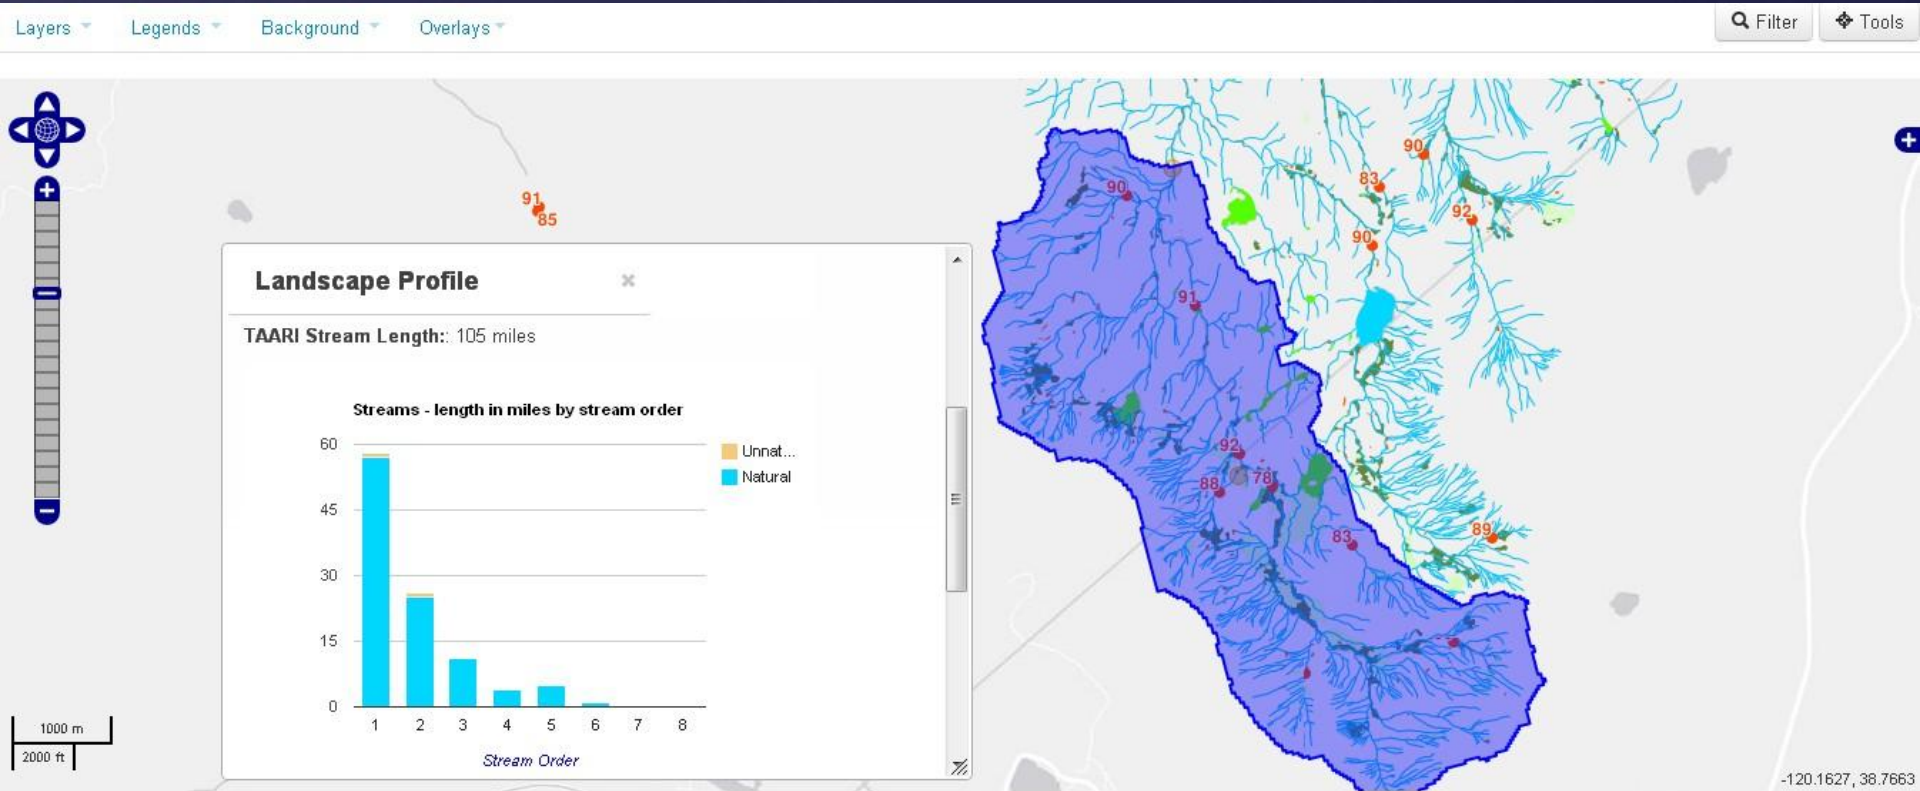 Layers Legends Background Overlays Filter Tools
91
85
Landscape Profile ×
TAARI Stream Length:: 105 miles
Streams - length in miles by stream order
60
45
30
15
0
1 2 3 4 5 6 7 8
Stream Order
Unnat...
Natural
90
83
90
92
90
91
92
88
78
83
89
1000 m
2000 ft
-120.1627, 38.7663